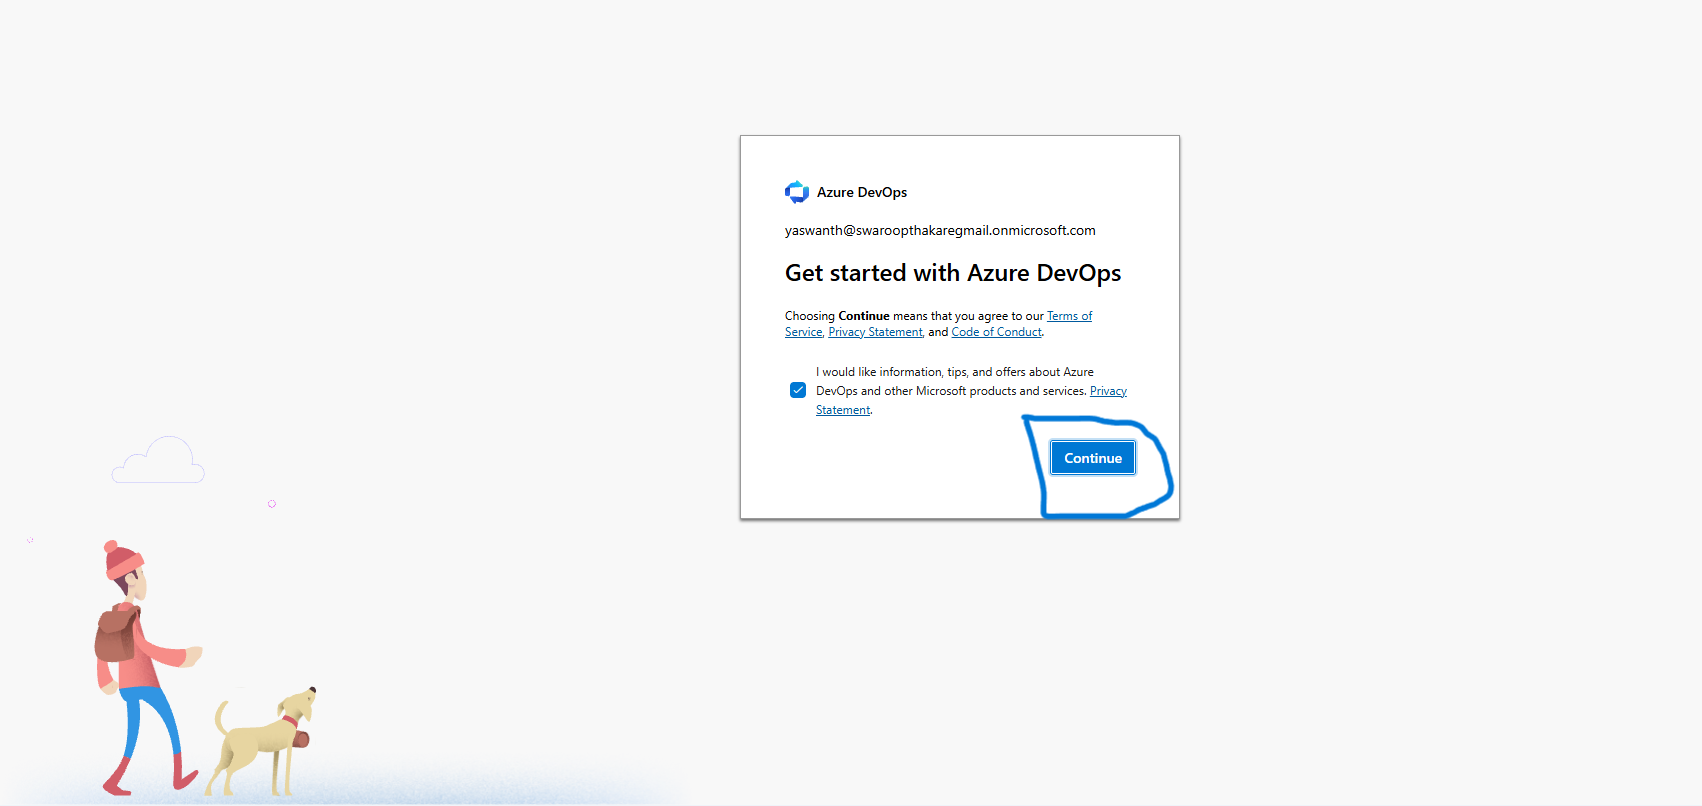 Azure DevOps
yaswanth@swaroopthakaregmail.onmicrosoft.com
Get started with Azure DevOps
Choosing Continue means that you agree to our Terms of
Service, Privacy Statement, and Code of Conduct.
I would like information, tips, and offers about Azure
DevOps and other Microsoft products and services. Privacy
Statement.
Continue